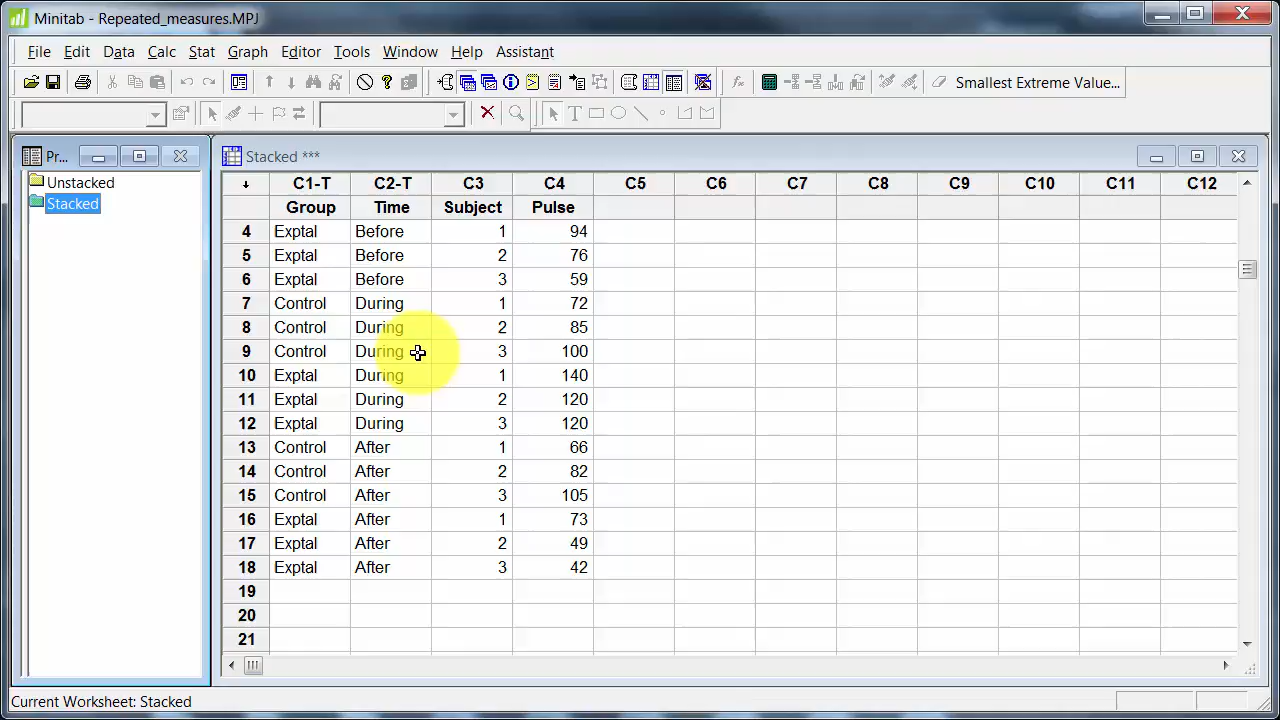 Minitab - Repeated_measures.MPJ
File Edit Data Calc Stat Graph Editor Tools Window Help Assistant
Smallest Extreme Value...
Pr...
Stacked ***
Unstacked
Stacked
C1-T C2-T C3 C4 C5 C6 C7 C8 C9 C10 C11 C12
Group Time Subject Pulse
4 Exptal Before 1 94
5 Exptal Before 2 76
6 Exptal Before 3 59
7 Control During 1 72
8 Control During 2 85
9 Control During 3 100
10 Exptal During 1 140
11 Exptal During 2 120
12 Exptal During 3 120
13 Control After 1 66
14 Control After 2 82
15 Control After 3 105
16 Exptal After 1 73
17 Exptal After 2 49
18 Exptal After 3 42
19
20
21
Current Worksheet: Stacked